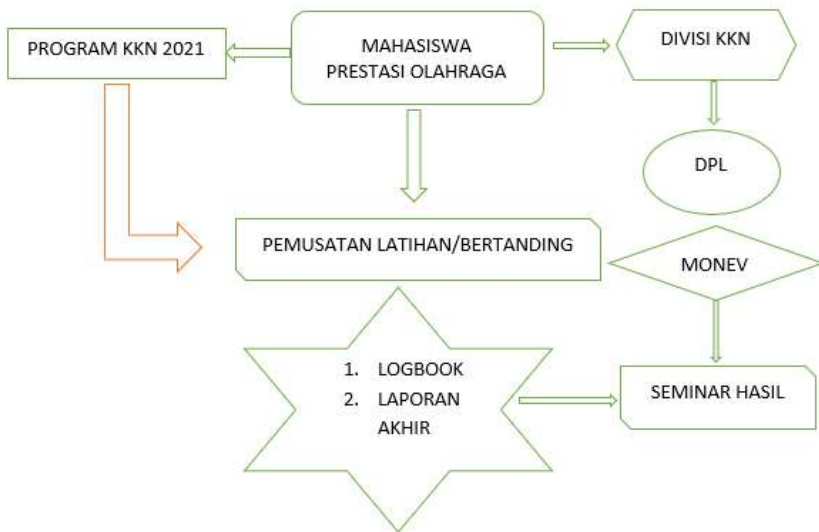 PROGRAM KKN 2021
MAHASISWA
PRESTASI OLAHRAGA
DIVISI KKN
DPL
PEMUSATAN LATIHAN/BERTANDING
MONEV
1. LOGBOOK
2. LAPORAN
AKHIR
SEMINAR HASIL